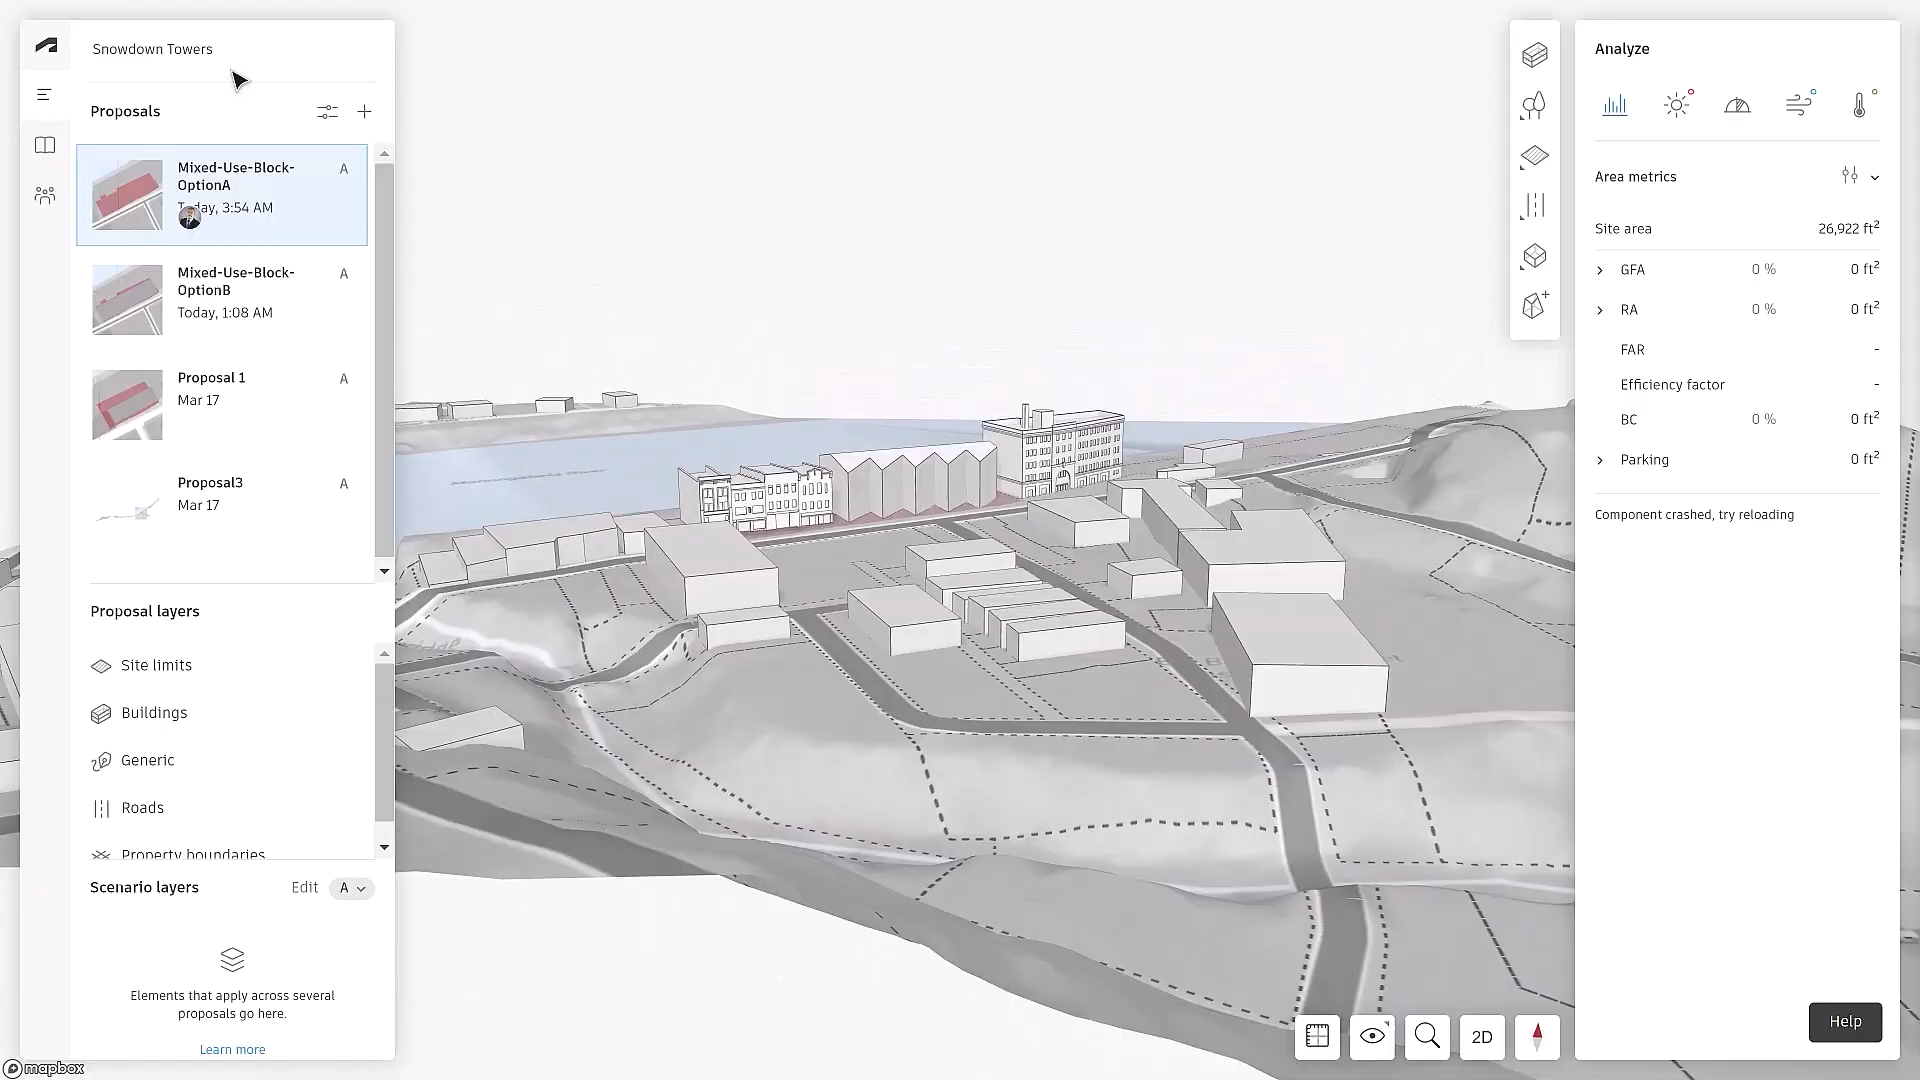 Snowdown Towers
Proposals
Mixed-Use-Block-
OptionA
A
Today, 3:54 AM
Mixed-Use-Block-
OptionB
A
Today, 1:08 AM
Proposal 1
A
Mar 17
Proposal3
A
Mar 17
Proposal layers
Site limits
Buildings
Generic
Roads
Property boundaries
Scenario layers
Edit
A
Elements that apply across several
proposals go here.
Learn more
mapbox
2D
Analyze
Area metrics
Site area 26,922 ft²
GFA 0 % 0 ft²
RA 0 % 0 ft²
FAR -
Efficiency factor -
BC 0 % 0 ft²
Parking 0 ft²
Component crashed, try reloading
Help